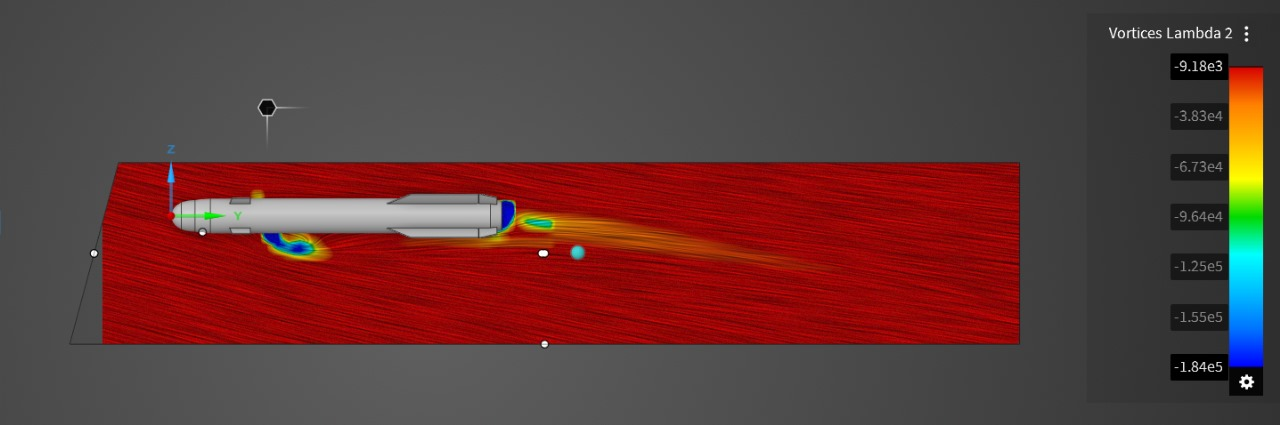 Vortices Lambda 2
-9.18e3
-3.83e4
-6.73e4
-9.64e4
-1.25e5
-1.55e5
-1.84e5
Z
Y